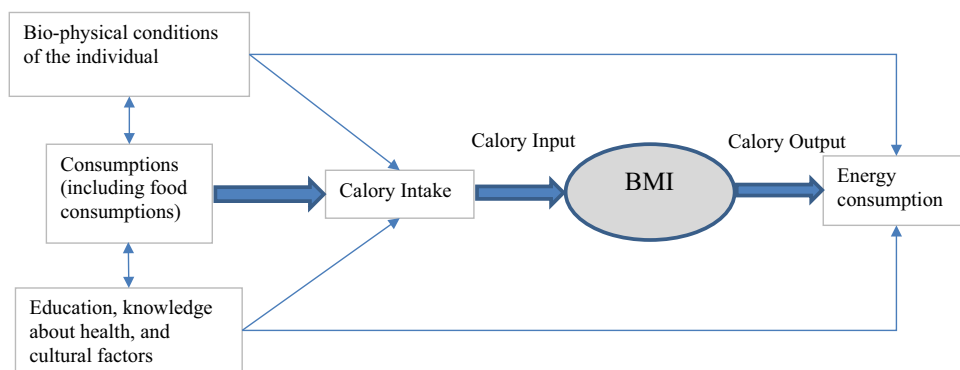 Bio-physical conditions
of the individual
Calory Input
Calory Output
Consumptions
(including food
consumptions)
Calory Intake
BMI
Energy
consumption
Education, knowledge
about health, and
cultural factors